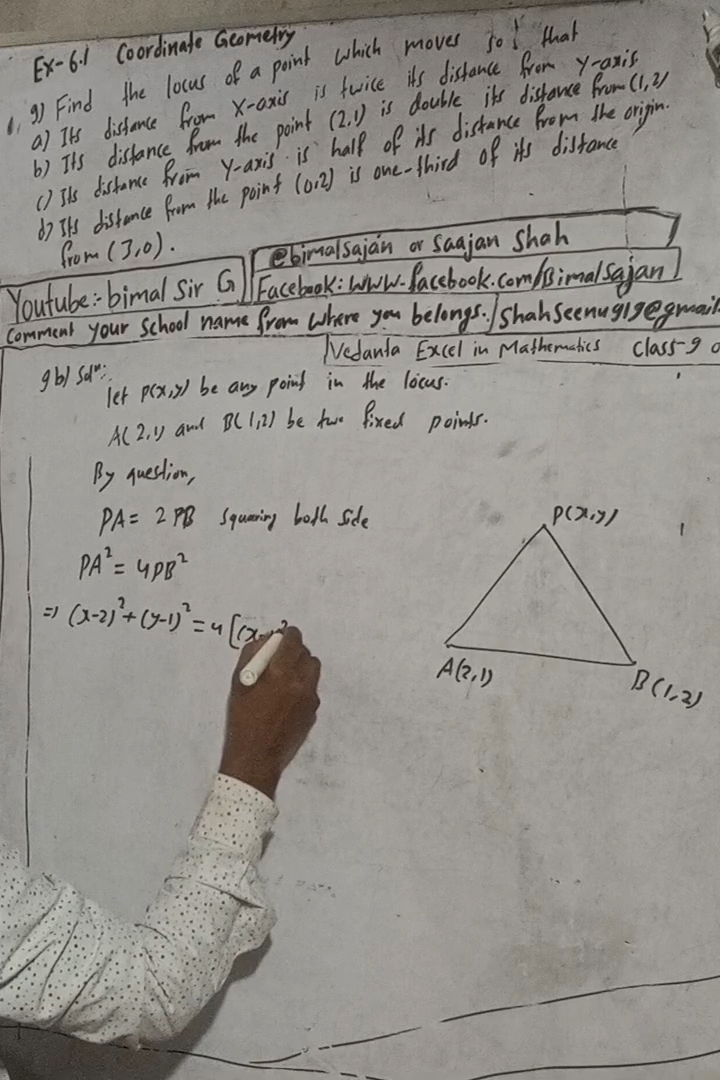 Ex-6.1 Coordinate Geometry
1. g) Find the locus of a point which moves so that
a) Its distance from X-axis is twice its distance from Y-axis.
b) Its distance from the point (2,1) is double its distance from (1,2)
c) Its distance from Y-axis is half of its distance from the origin.
d) Its distance from the point (0,2) is one-third of its distance
from (3,0).
@bimalsajan or Saajan Shah
Youtube:- bimal Sir G
Facebook: www.facebook.com/Bimalsajan
Comment your School name from where you belongs. / Shahseenu919@gmail
Vedanta Excel in Mathematics Class-9
9 b) Solⁿ:
let P(x,y) be any point in the locus.
A(2,1) and B(1,2) be two fixed points.
By question,
PA = 2PB squaring both side
PA² = 4PB²
=> (x-2)² + (y-1)² = 4 [(x-
P(x,y)
A(2,1)
B(1,2)